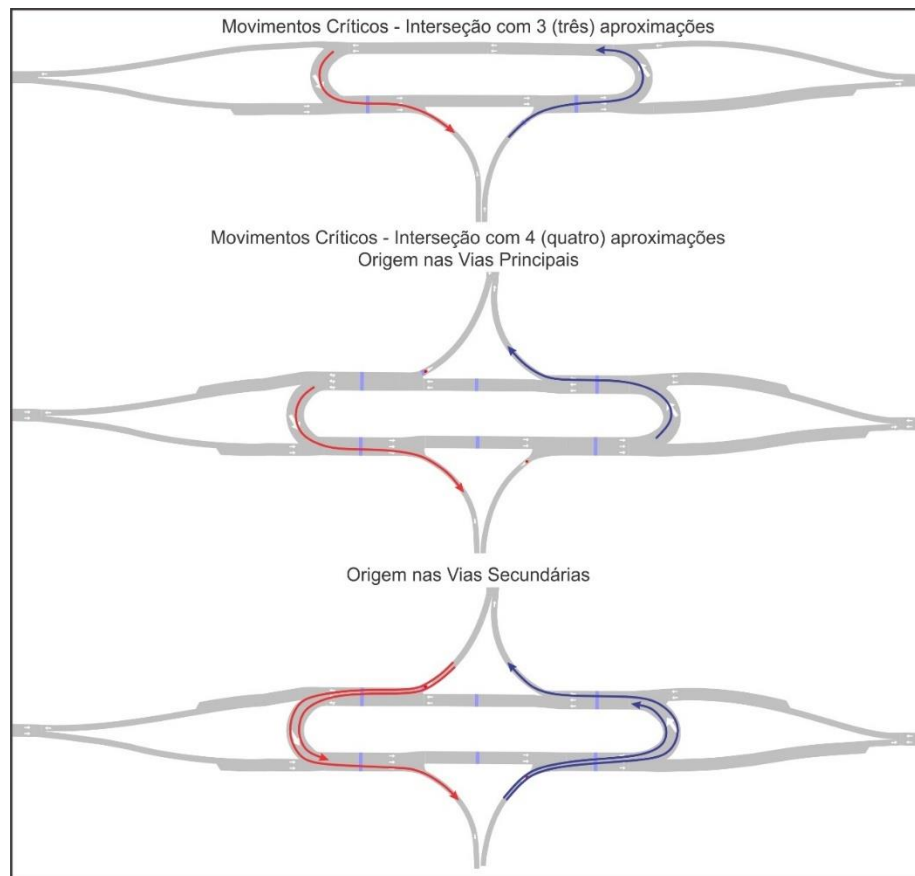 Movimentos Críticos - Interseção com 3 (três) aproximações
Movimentos Críticos - Interseção com 4 (quatro) aproximações
Origem nas Vias Principais
Origem nas Vias Secundárias